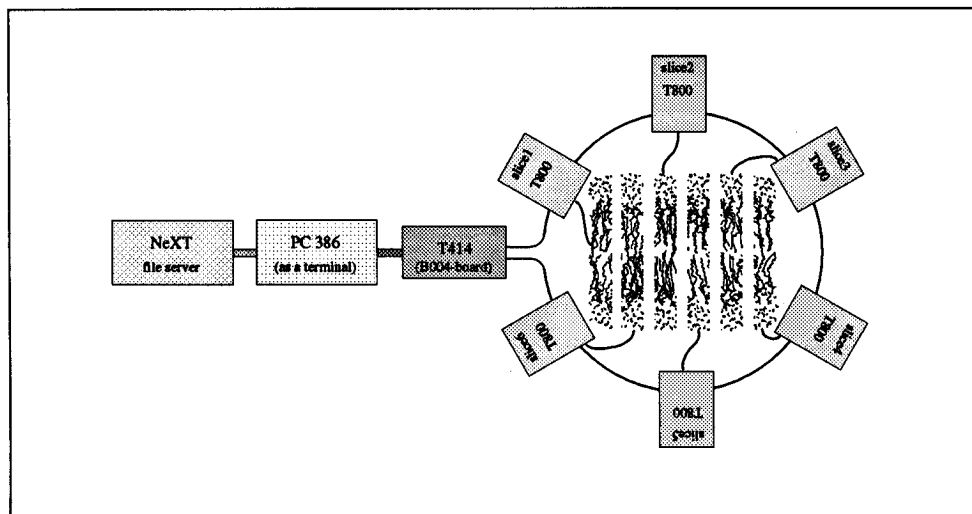 NeXT
file server
PC 386
(as a terminal)
T414
(B004-board)
slice1
T800
slice2
T800
slice3
T800
slice4
T800
slice5
T800
slice6
T800